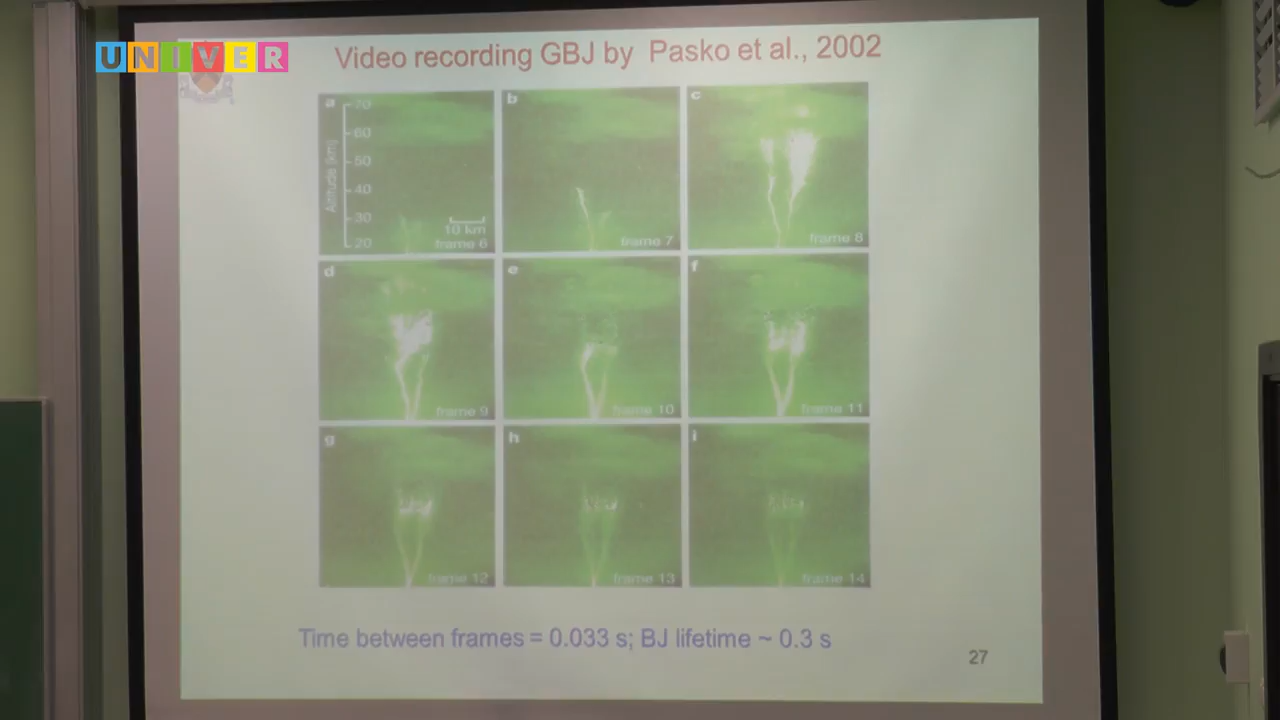 UNIVER
Video recording GBJ by Pasko et al., 2002
a
70
60
50
40
30
20
Altitude (km)
10 km
frame 6
b
frame 7
c
frame 8
d
frame 9
e
frame 10
f
frame 11
g
frame 12
h
frame 13
i
frame 14
Time between frames = 0.033 s; BJ lifetime ~ 0.3 s
27